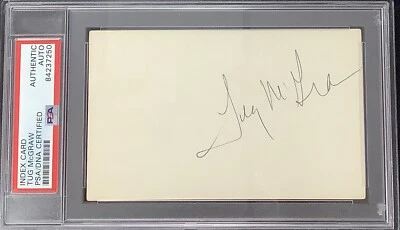 INDEX CARD
TUG McGRAW
PSA/DNA CERTIFIED
PSA
AUTHENTIC
AUTO
84237250
Tug McGraw